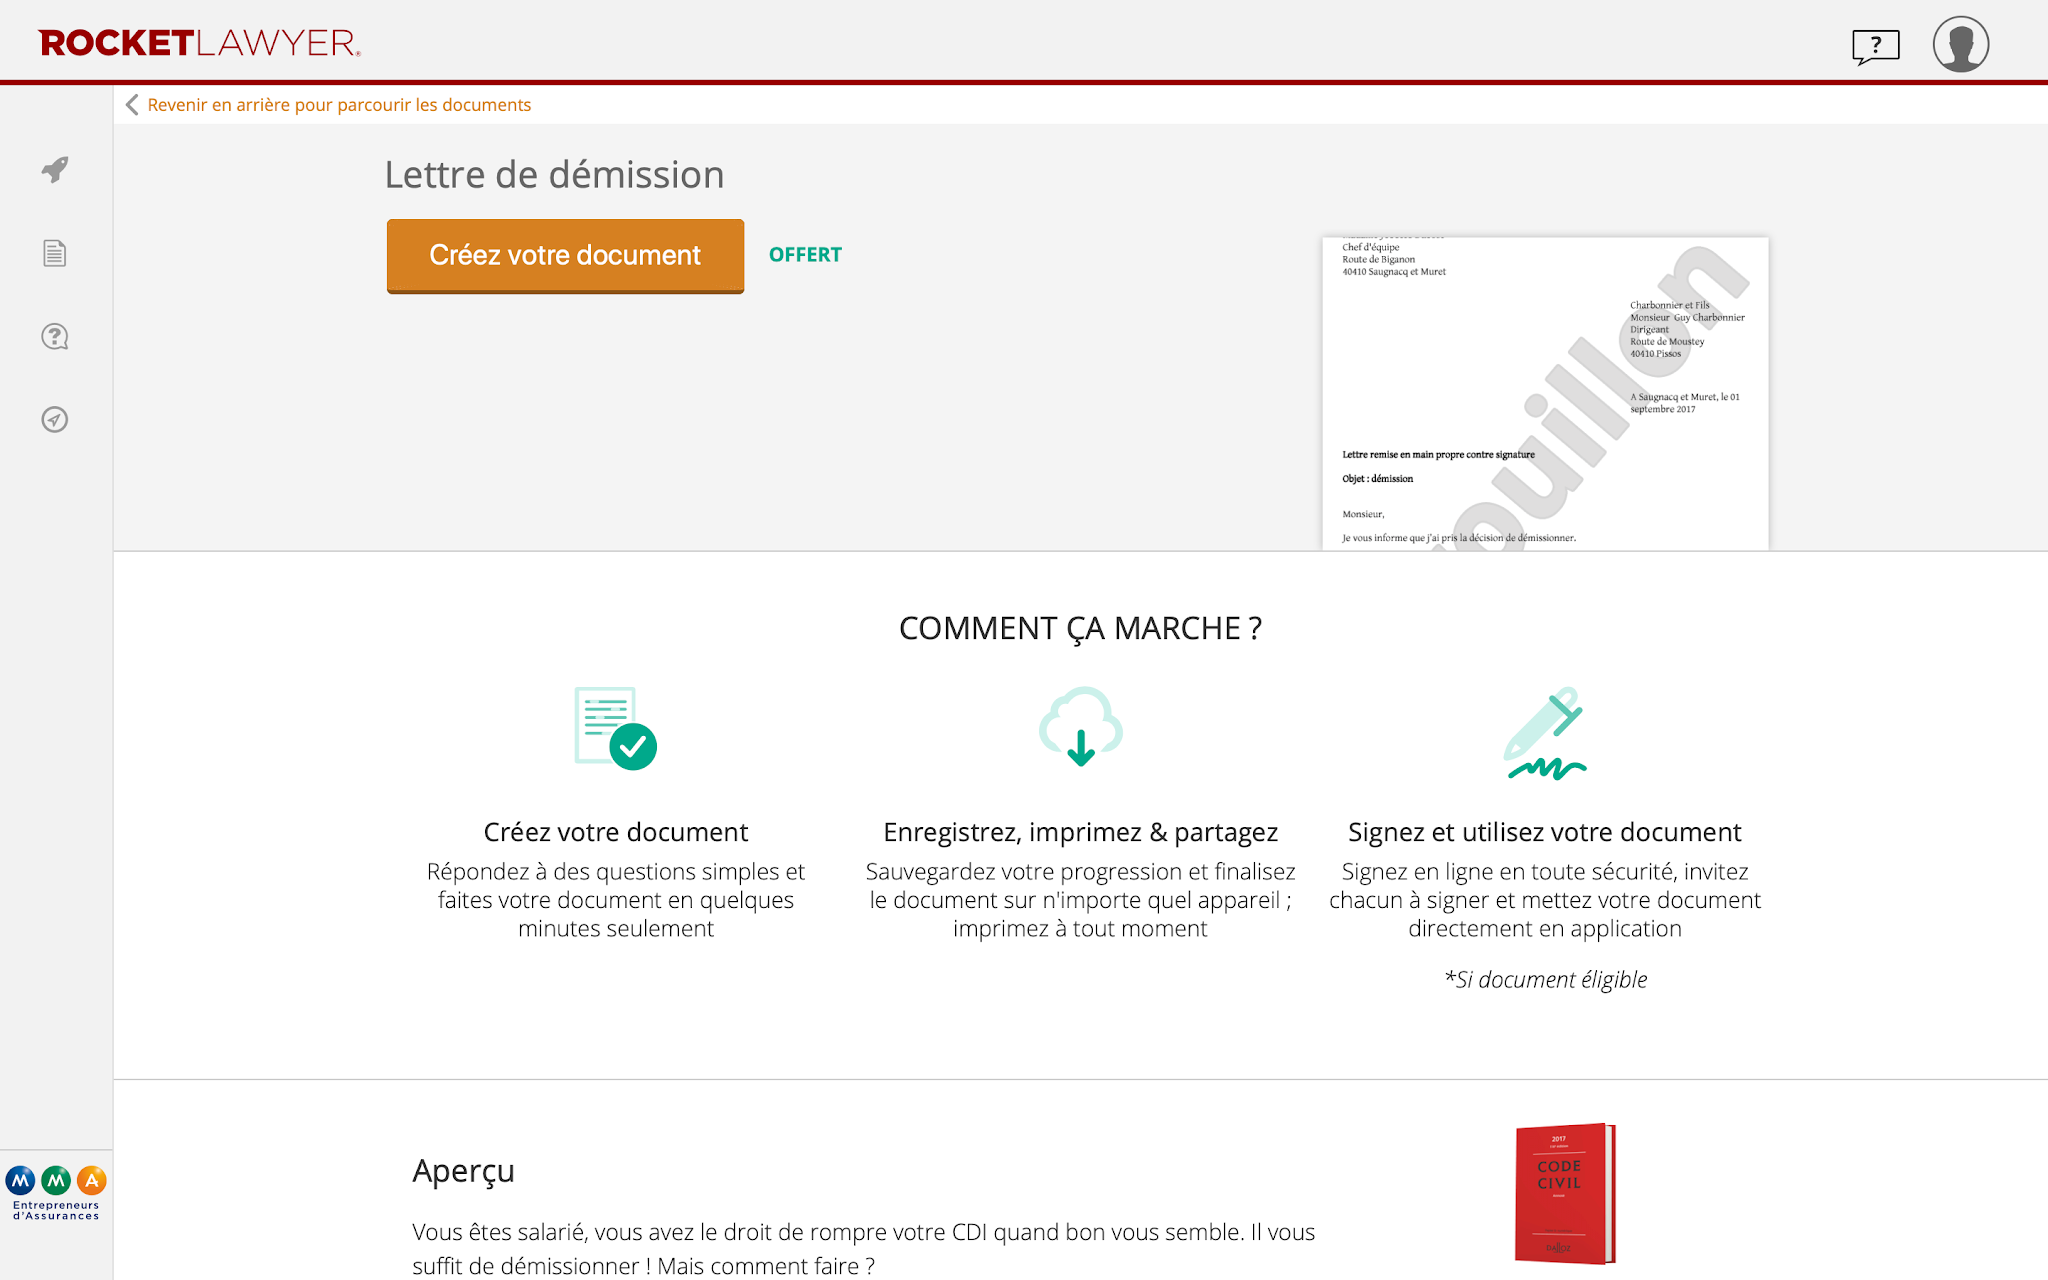 ROCKETLAWYER®
?
Revenir en arrière pour parcourir les documents
Lettre de démission
Créez votre document
OFFERT
Chef d'équipe
Route de Biganon
40410 Saugnacq et Muret
Charbonnier et Fils
Monsieur Guy Charbonnier
Dirigeant
Route de Moustey
40410 Pissos
A Saugnacq et Muret, le 01
septembre 2017
Lettre remise en main propre contre signature
Objet : démission
Monsieur,
Je vous informe que j'ai pris la décision de démissionner.
rouillon
COMMENT ÇA MARCHE ?
Créez votre document
Répondez à des questions simples et
faites votre document en quelques
minutes seulement
Enregistrez, imprimez & partagez
Sauvegardez votre progression et finalisez
le document sur n'importe quel appareil ;
imprimez à tout moment
Signez et utilisez votre document
Signez en ligne en toute sécurité, invitez
chacun à signer et mettez votre document
directement en application
*Si document éligible
Aperçu
Vous êtes salarié, vous avez le droit de rompre votre CDI quand bon vous semble. Il vous
suffit de démissionner ! Mais comment faire ?
2017
CODE
CIVIL
DALLOZ
MMA
Entrepreneurs
d'Assurances